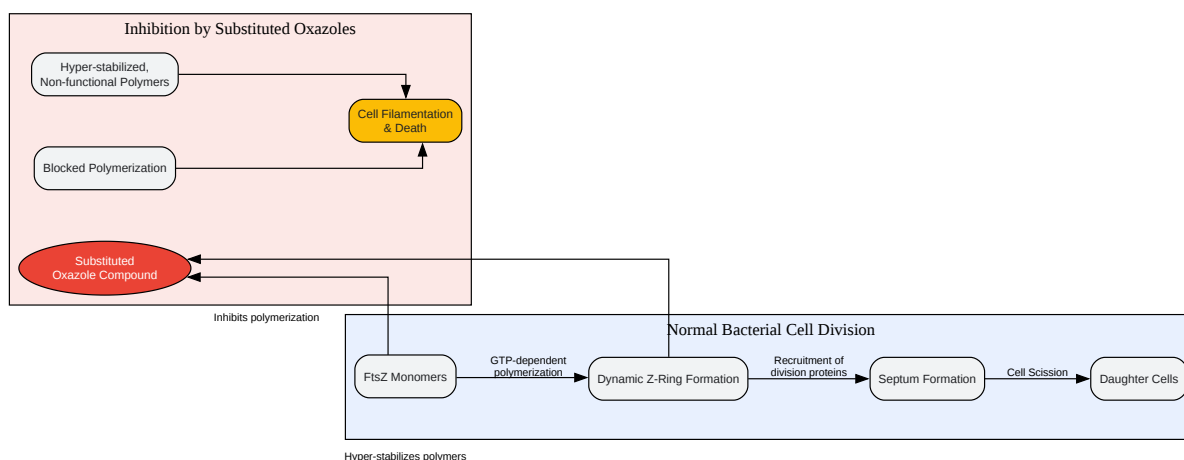 Inhibition by Substituted Oxazoles
Hyper-stabilized,
Non-functional Polymers
Cell Filamentation
& Death
Blocked Polymerization
Substituted
Oxazole Compound
Inhibits polymerization
Normal Bacterial Cell Division
FtsZ Monomers
GTP-dependent
polymerization
Dynamic Z-Ring Formation
Recruitment of
division proteins
Septum Formation
Cell Scission
Daughter Cells
Hyper-stabilizes polymers